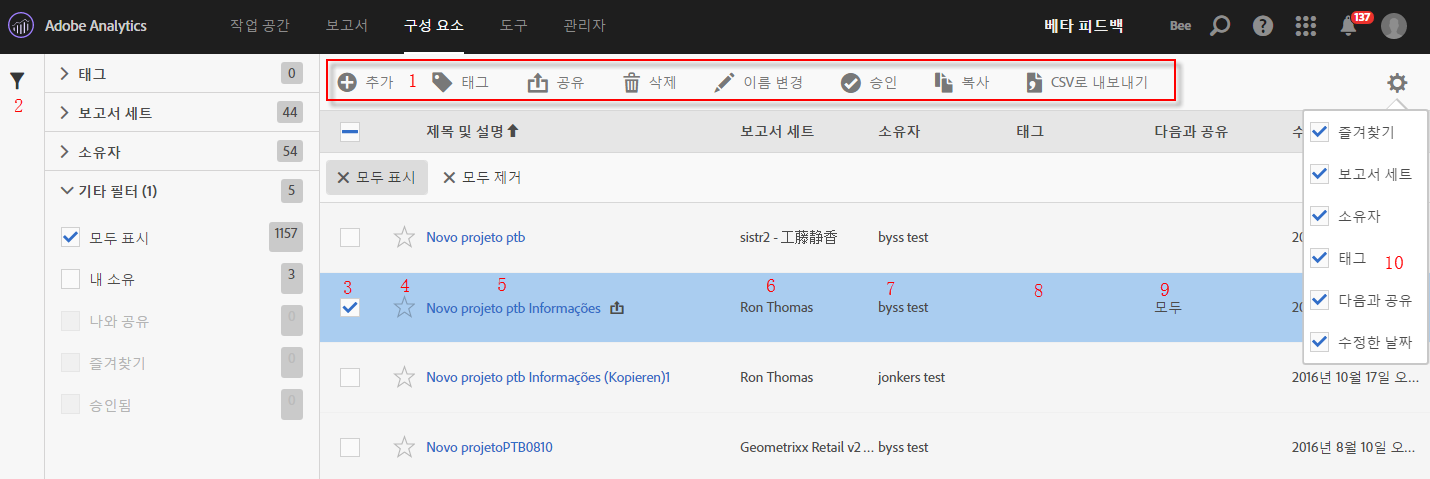 Adobe Analytics 작업 공간 보고서 구성 요소 도구 관리자 베타 피드백 Bee 137
추가 1 태그 공유 삭제 이름 변경 승인 복사 CSV로 내보내기
2
태그 0
보고서 세트 44
소유자 54
기타 필터 (1) 5
모두 표시 1157
내 소유 3
나와 공유 0
즐겨찾기 0
승인됨 0
제목 및 설명 보고서 세트 소유자 태그 다음과 공유 수
모두 표시 모두 제거
Novo projeto ptb sistr2 - 工藤静香 byss test
3 4 5 6 7 8 9
Novo projeto ptb Informações Ron Thomas byss test 모두
Novo projeto ptb Informações (Kopieren)1 Ron Thomas jonkers test 2016년 10월 17일 오...
Novo projetoPTB0810 Geometrixx Retail v2 ... byss test 2016년 8월 10일 오...
즐겨찾기
보고서 세트
소유자
태그 10
다음과 공유
수정한 날짜